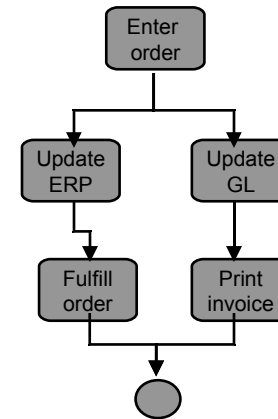 Enter
order
Update
ERP
Update
GL
Fulfill
order
Print
invoice